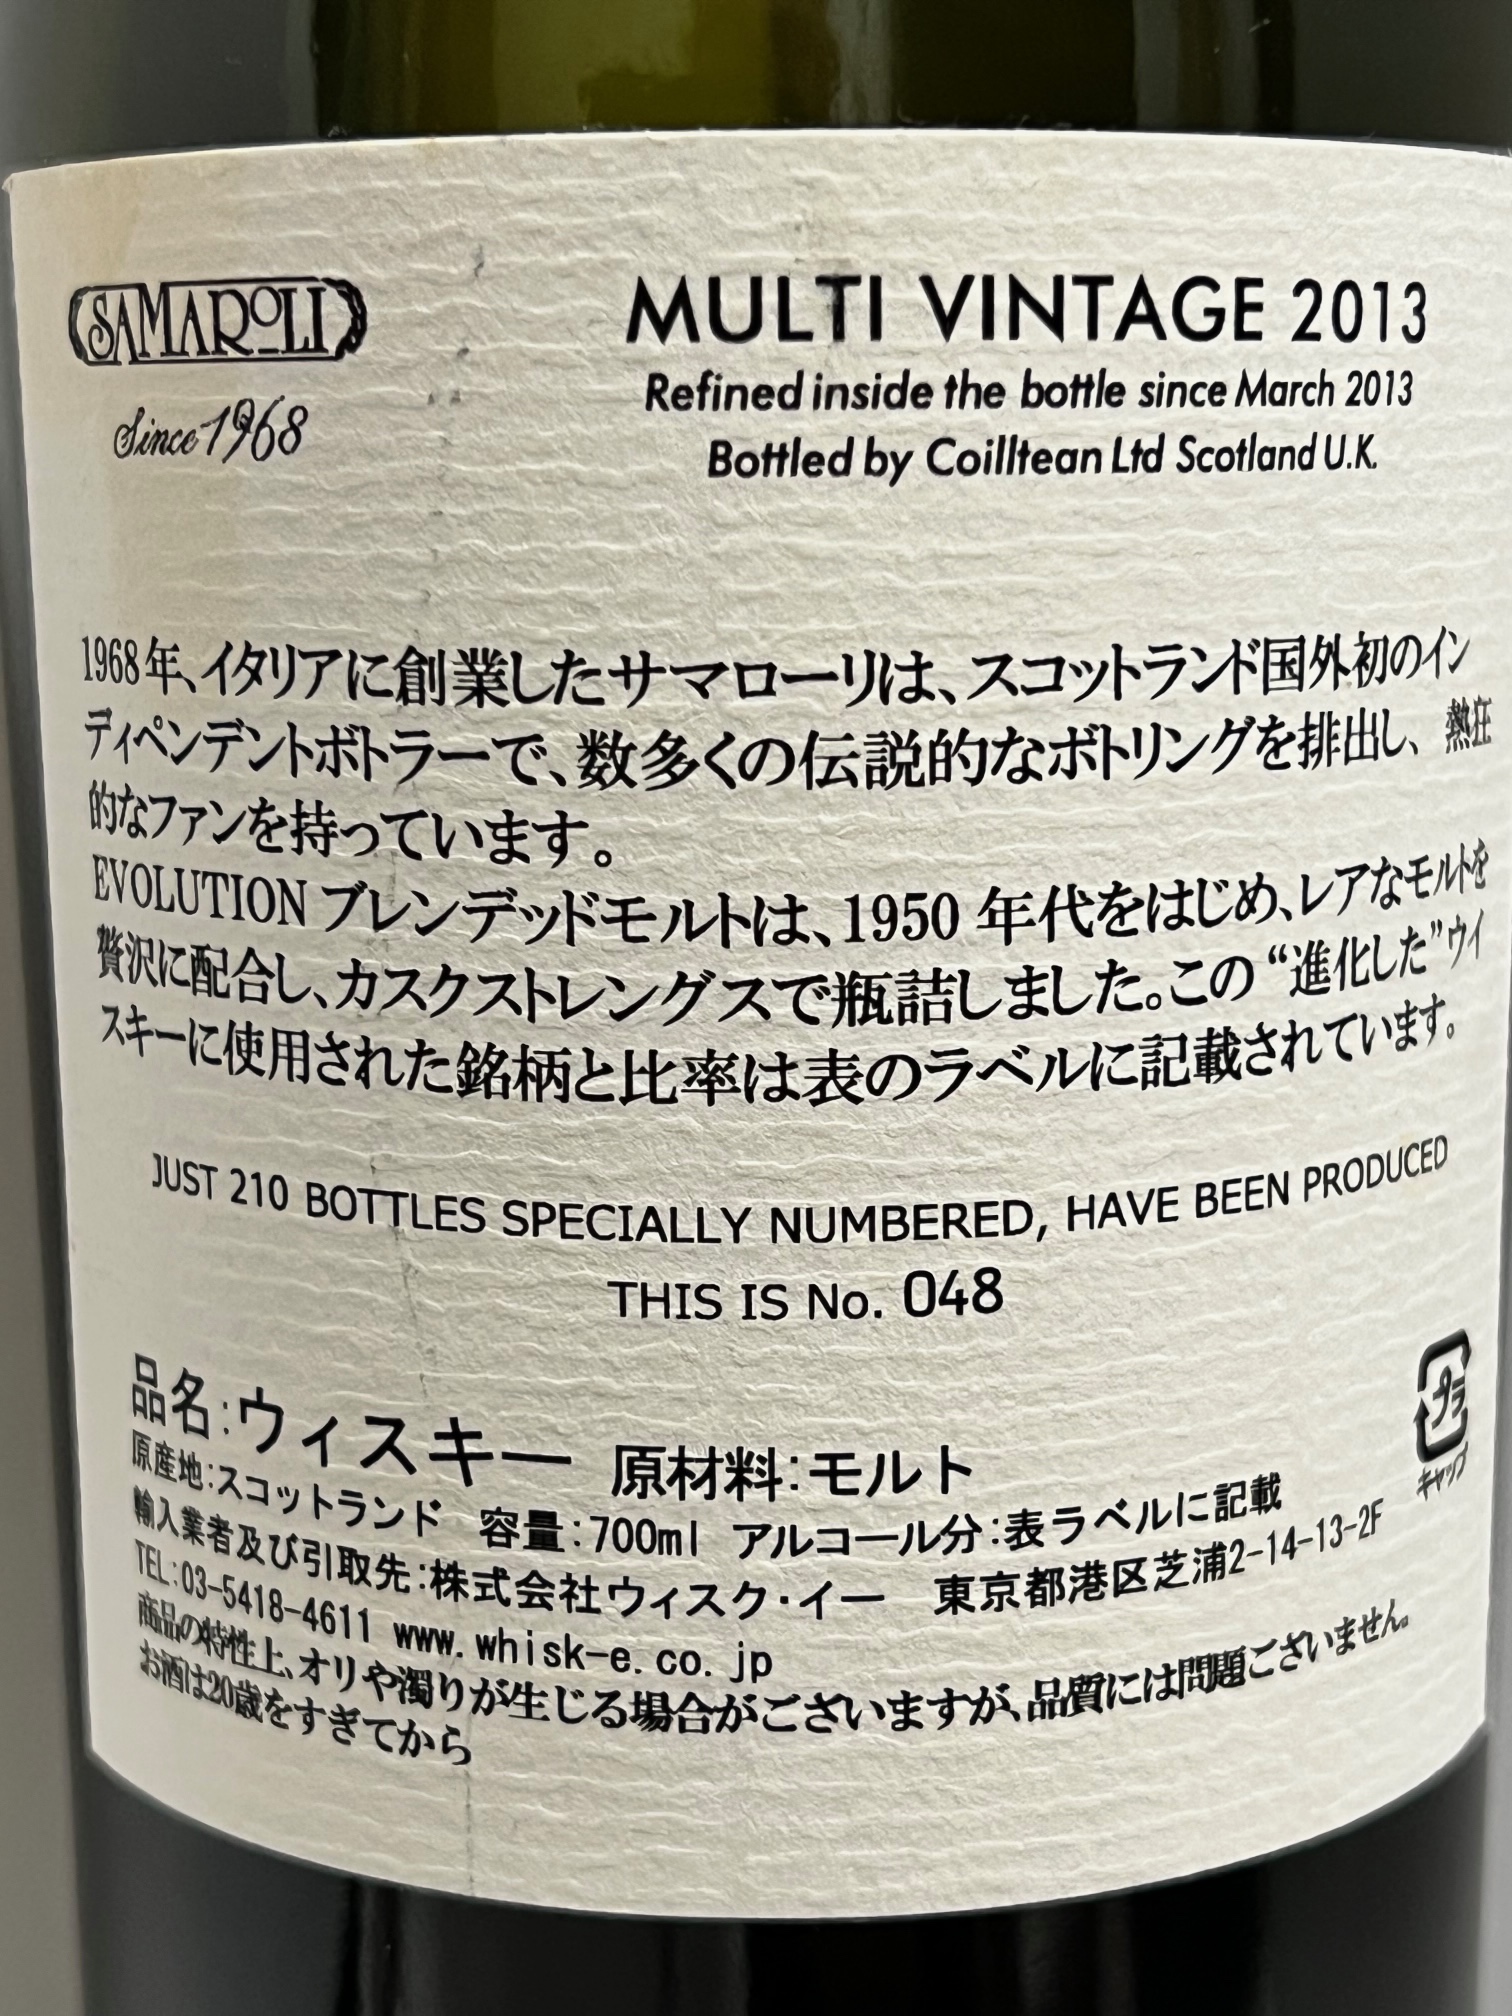 SAMAROLI
Since 1968
MULTI VINTAGE 2013
Refined inside the bottle since March 2013
Bottled by Coilltean Ltd Scotland U.K.
1968年、イタリアに創業したサマローリは、スコットランド国外初のイン
ディペンデントボトラーで、数多くの伝説的なボトリングを排出し、熱狂
的なファンを持っています。
EVOLUTION ブレンデッドモルトは、1950 年代をはじめ、レアなモルトを
贅沢に配合し、カスクストレングスで瓶詰しました。この “進化した”ウイ
スキーに使用された銘柄と比率は表のラベルに記載されています。
JUST 210 BOTTLES SPECIALLY NUMBERED, HAVE BEEN PRODUCED
THIS IS No. 048
品名:ウィスキー 原材料:モルト
原産地:スコットランド 容量:700ml アルコール分:表ラベルに記載
輸入業者及び引取先:株式会社ウィスク・イー 東京都港区芝浦2-14-13-2F
TEL:03-5418-4611 www.whisk-e.co.jp
商品の特性上、オリや濁りが生じる場合がございますが、品質には問題ございません。
お酒は20歳をすぎてから
プラ
キャップ